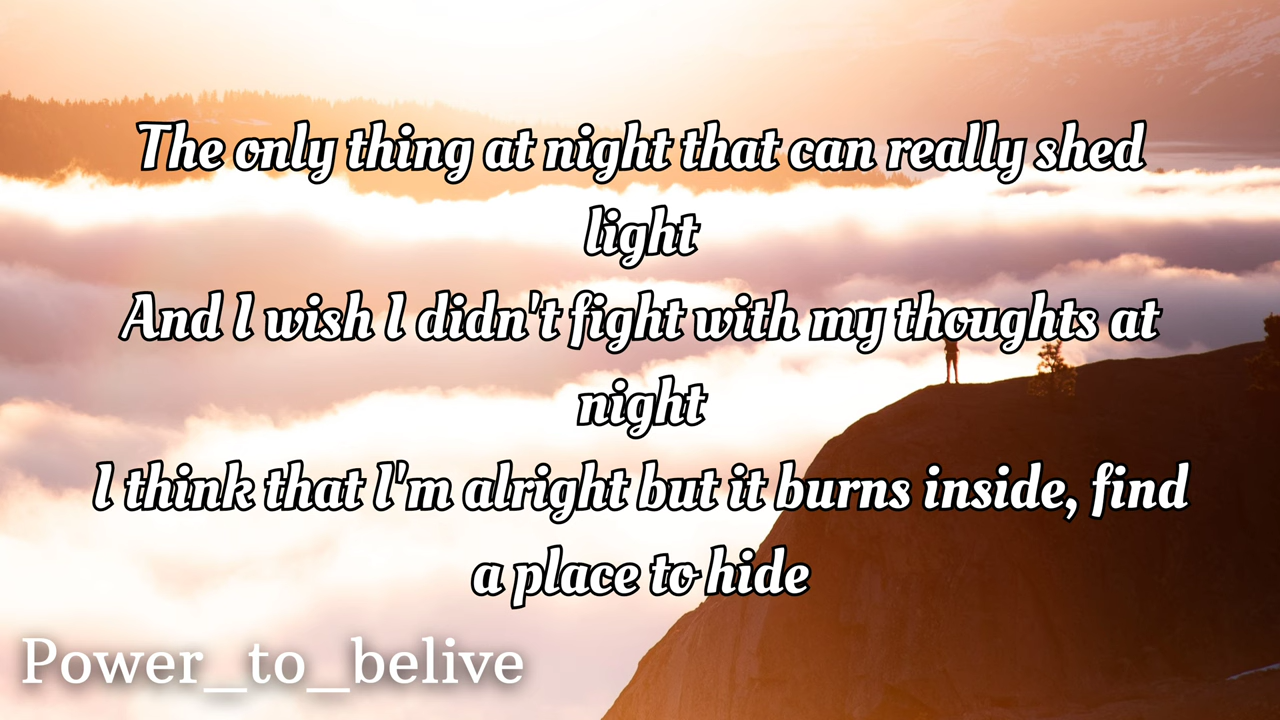 The only thing at night that can really shed
light
And I wish I didn't fight with my thoughts at
night
I think that I'm alright but it burns inside, find
a place to hide
Power_to_belive